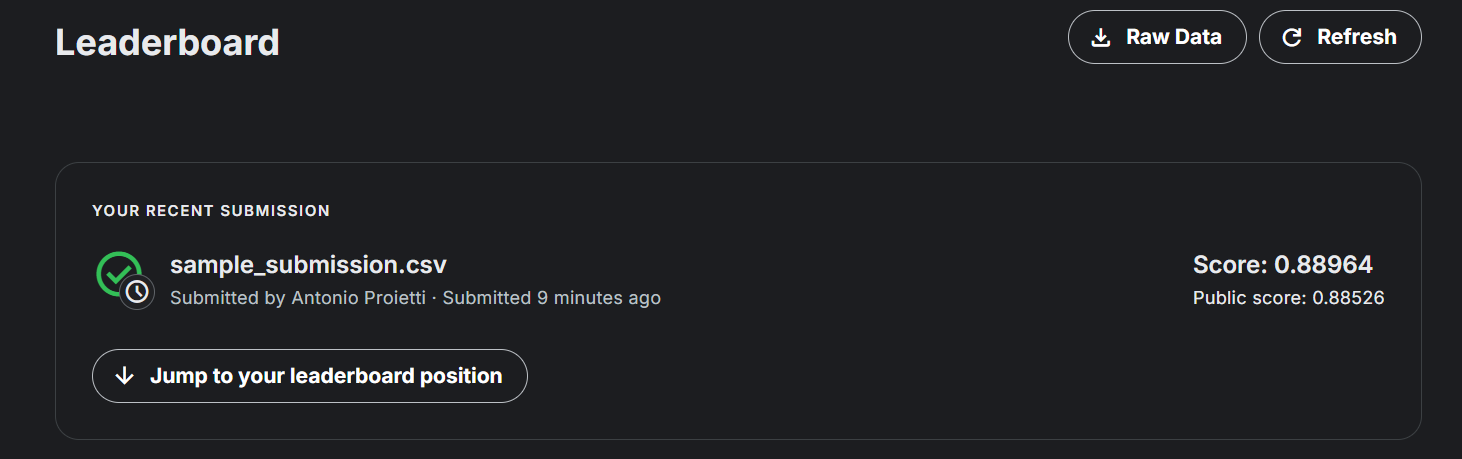 Leaderboard
Raw Data
Refresh
YOUR RECENT SUBMISSION
sample_submission.csv
Submitted by Antonio Proietti · Submitted 9 minutes ago
Score: 0.88964
Public score: 0.88526
Jump to your leaderboard position